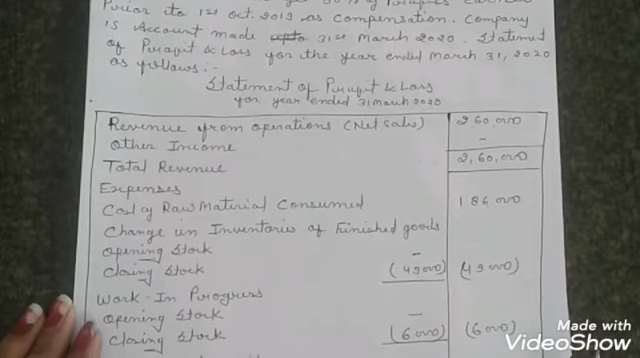 Prior to 1st Oct. 2019 as compensation. Company
is Account made upto 31st March 2020. Statement
of Profit & Loss for the year ended March 31, 2020
as follows:-
Statement of Profit & Loss
for year ended 31 March 2020
Revenue from operations (Net Sales) 260,000
Other Income -
Total Revenue 2,60,000
Expenses
Cost of Raw Material Consumed 186,000
Change in Inventories of Finished goods
Opening Stock -
Closing Stock (49000) (49000)
Work-In Progress
Opening Stock -
Closing Stock (6000) (6000)
Made with
VideoShow